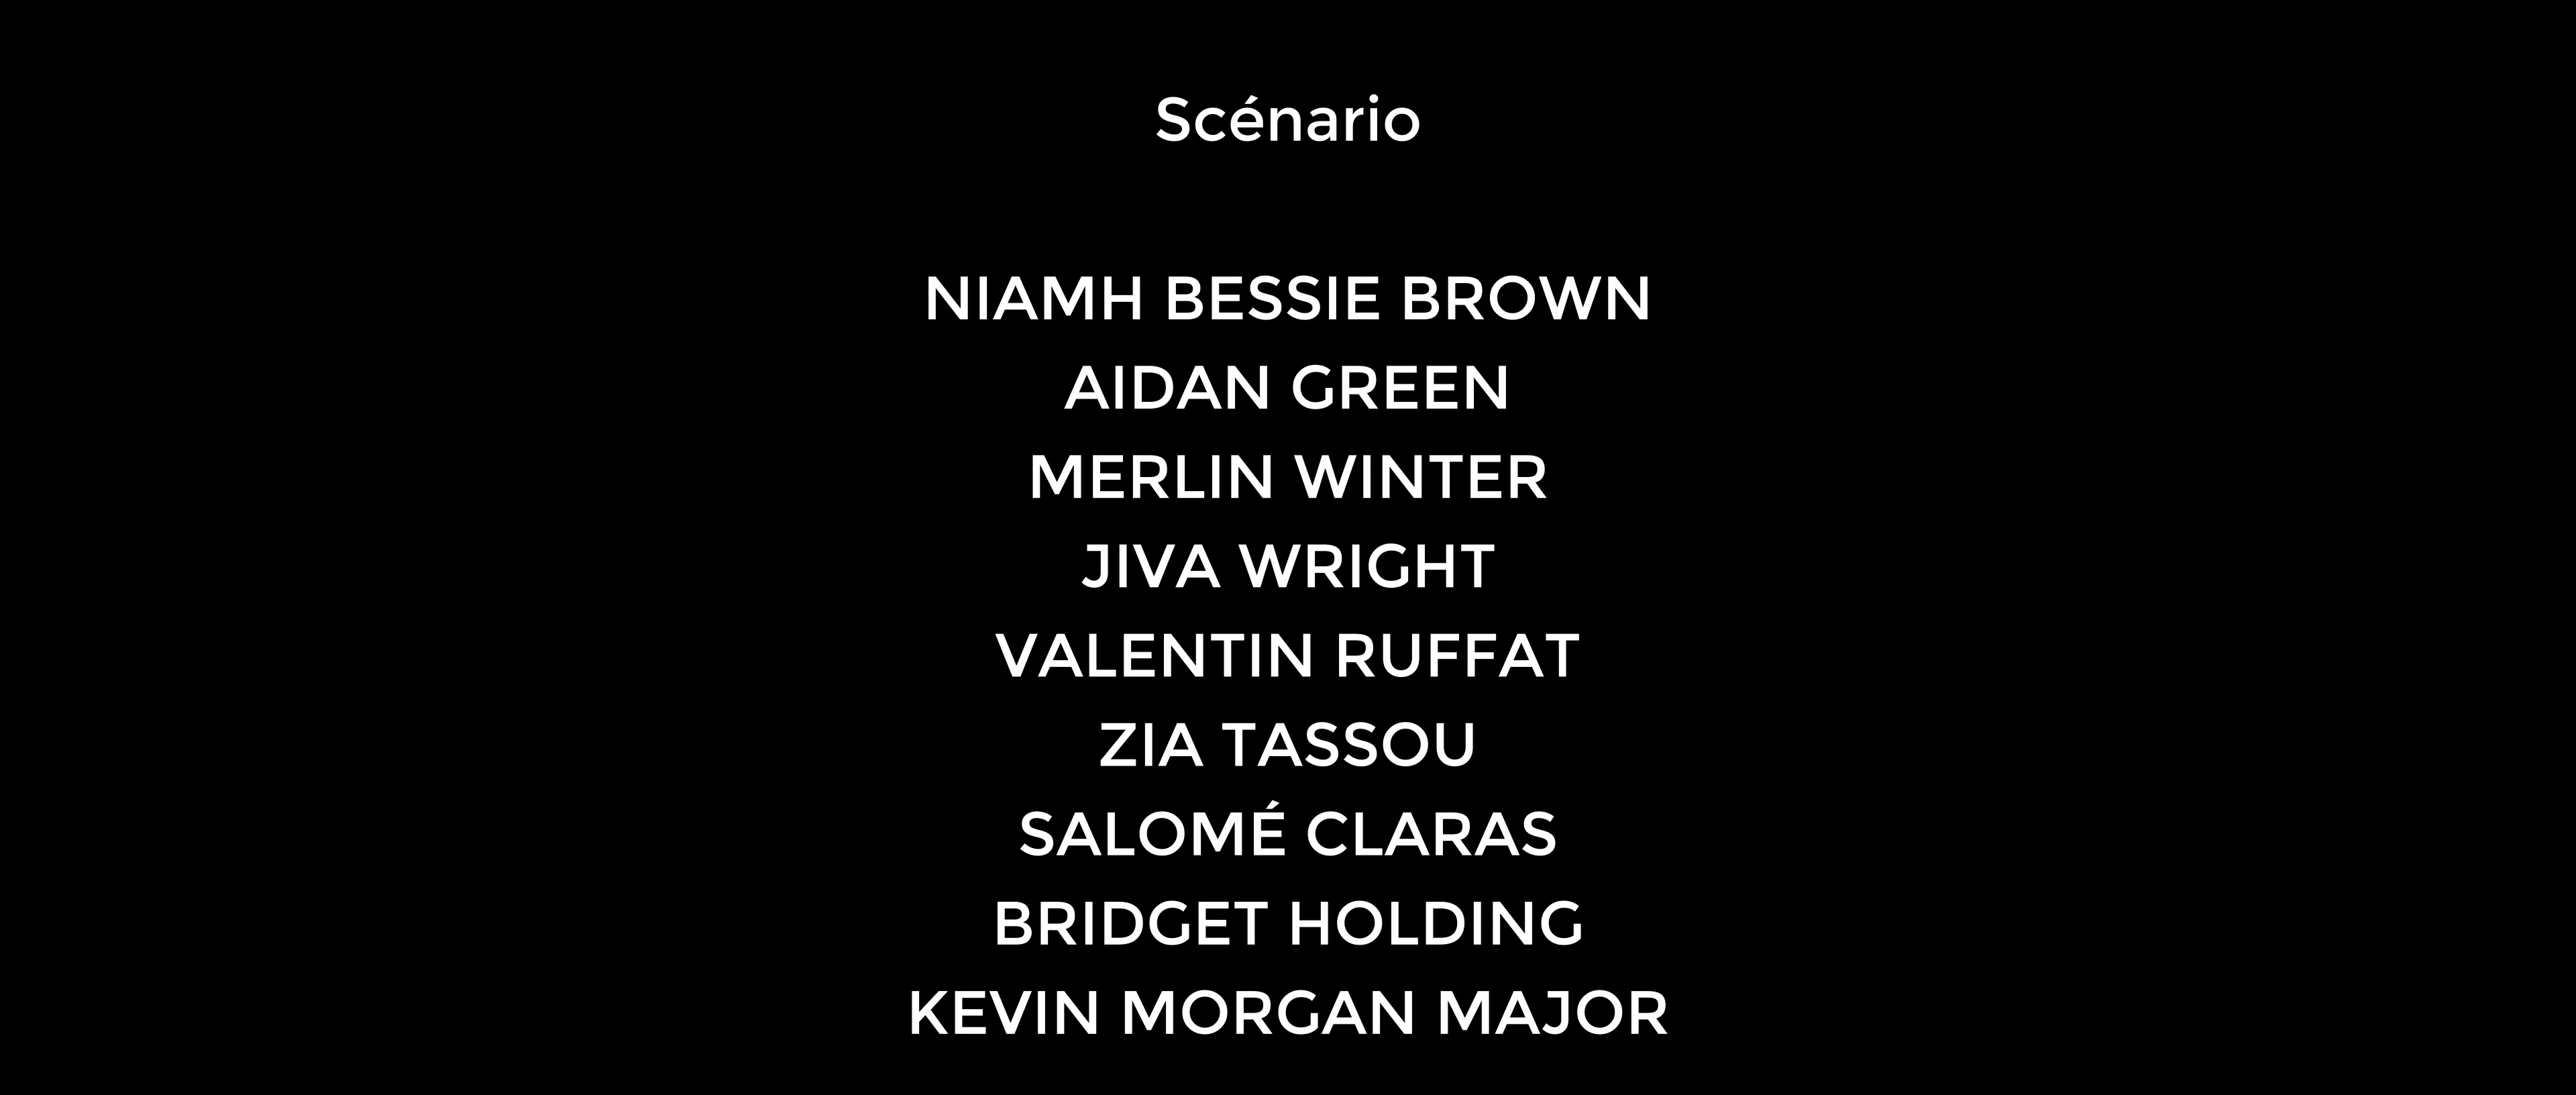 Scénario
NIAMH BESSIE BROWN
AIDAN GREEN
MERLIN WINTER
JIVA WRIGHT
VALENTIN RUFFAT
ZIA TASSOU
SALOMÉ CLARAS
BRIDGET HOLDING
KEVIN MORGAN MAJOR